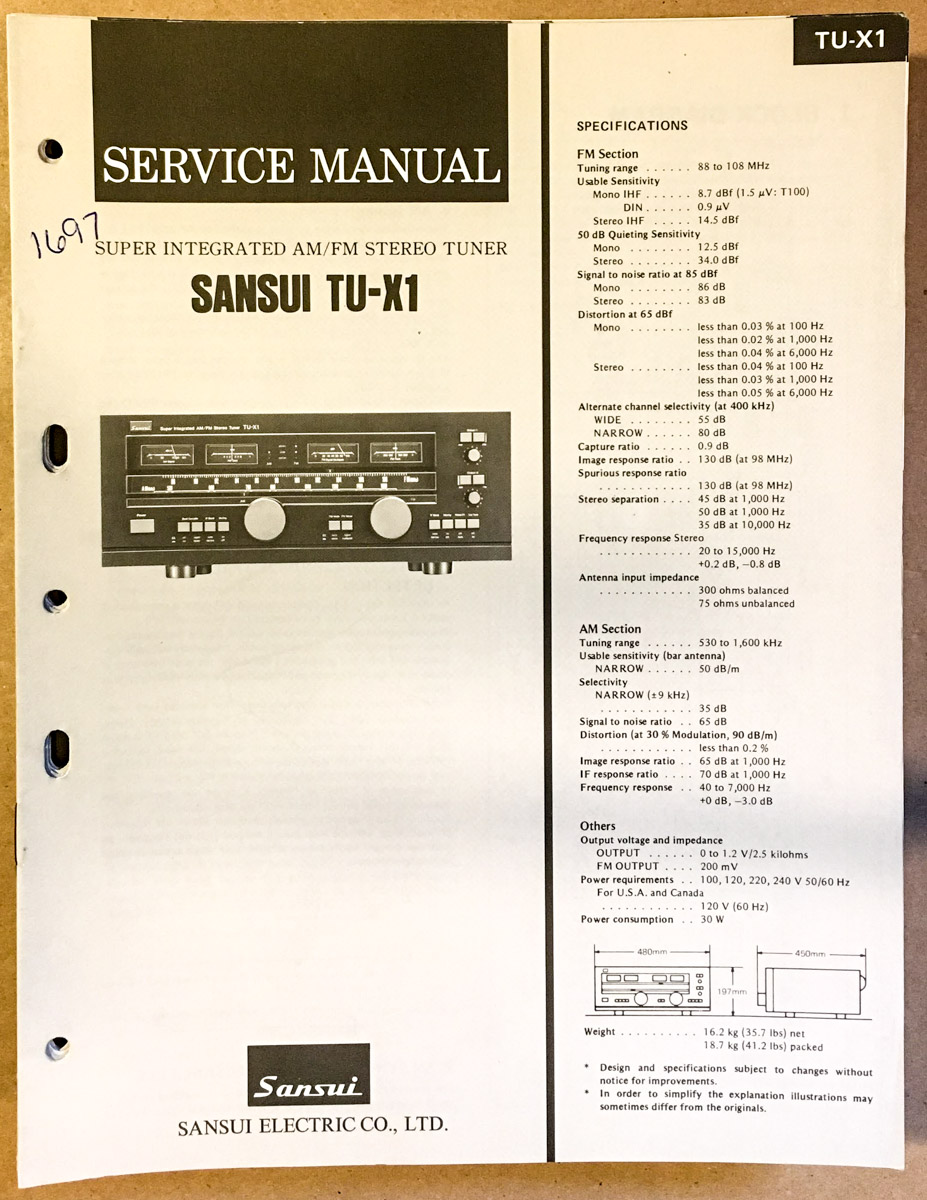 TU-X1
SERVICE MANUAL
1697
SUPER INTEGRATED AM/FM STEREO TUNER
SANSUI TU-X1
Sansui
Super Integrated AM/FM Stereo Tuner TU-X1
Sansui
SANSUI ELECTRIC CO., LTD.
SPECIFICATIONS
FM Section
Tuning range . . . . . . 88 to 108 MHz
Usable Sensitivity
Mono IHF . . . . . . 8.7 dBf (1.5 μV: T100)
DIN . . . . . . 0.9 μV
Stereo IHF . . . . . 14.5 dBf
50 dB Quieting Sensitivity
Mono . . . . . . . . 12.5 dBf
Stereo . . . . . . . . 34.0 dBf
Signal to noise ratio at 85 dBf
Mono . . . . . . . . 86 dB
Stereo . . . . . . . . 83 dB
Distortion at 65 dBf
Mono . . . . . . . . less than 0.03 % at 100 Hz
less than 0.02 % at 1,000 Hz
less than 0.04 % at 6,000 Hz
Stereo . . . . . . . . less than 0.04 % at 100 Hz
less than 0.03 % at 1,000 Hz
less than 0.05 % at 6,000 Hz
Alternate channel selectivity (at 400 kHz)
WIDE . . . . . . . . 55 dB
NARROW . . . . . . 80 dB
Capture ratio . . . . . . 0.9 dB
Image response ratio . . 130 dB (at 98 MHz)
Spurious response ratio
. . . . . . . . . . . . 130 dB (at 98 MHz)
Stereo separation . . . . 45 dB at 1,000 Hz
50 dB at 1,000 Hz
35 dB at 10,000 Hz
Frequency response Stereo
. . . . . . . . . . . . 20 to 15,000 Hz
+0.2 dB, −0.8 dB
Antenna input impedance
. . . . . . . . . . . . 300 ohms balanced
75 ohms unbalanced
AM Section
Tuning range . . . . . . 530 to 1,600 kHz
Usable sensitivity (bar antenna)
NARROW . . . . . . 50 dB/m
Selectivity
NARROW (±9 kHz)
. . . . . . . . . . . . 35 dB
Signal to noise ratio . . 65 dB
Distortion (at 30 % Modulation, 90 dB/m)
. . . . . . . . . . . . less than 0.2 %
Image response ratio . . 65 dB at 1,000 Hz
IF response ratio . . . . 70 dB at 1,000 Hz
Frequency response . . 40 to 7,000 Hz
+0 dB, −3.0 dB
Others
Output voltage and impedance
OUTPUT . . . . . . 0 to 1.2 V/2.5 kilohms
FM OUTPUT . . . . 200 mV
Power requirements . . 100, 120, 220, 240 V 50/60 Hz
For U.S.A. and Canada
. . . . . . . . . . . . 120 V (60 Hz)
Power consumption . . 30 W
480mm
450mm
197mm
Weight . . . . . . . . . . 16.2 kg (35.7 lbs) net
18.7 kg (41.2 lbs) packed
* Design and specifications subject to changes without
notice for improvements.
* In order to simplify the explanation illustrations may
sometimes differ from the originals.